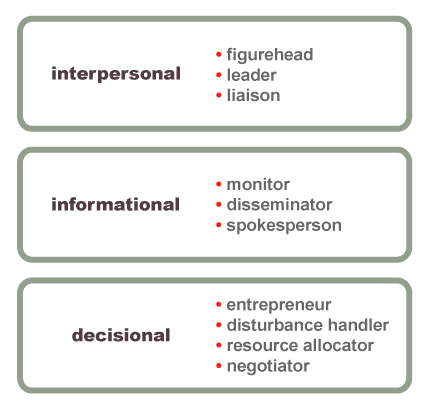 interpersonal
• figurehead
• leader
• liaison
informational
• monitor
• disseminator
• spokesperson
decisional
• entrepreneur
• disturbance handler
• resource allocator
• negotiator